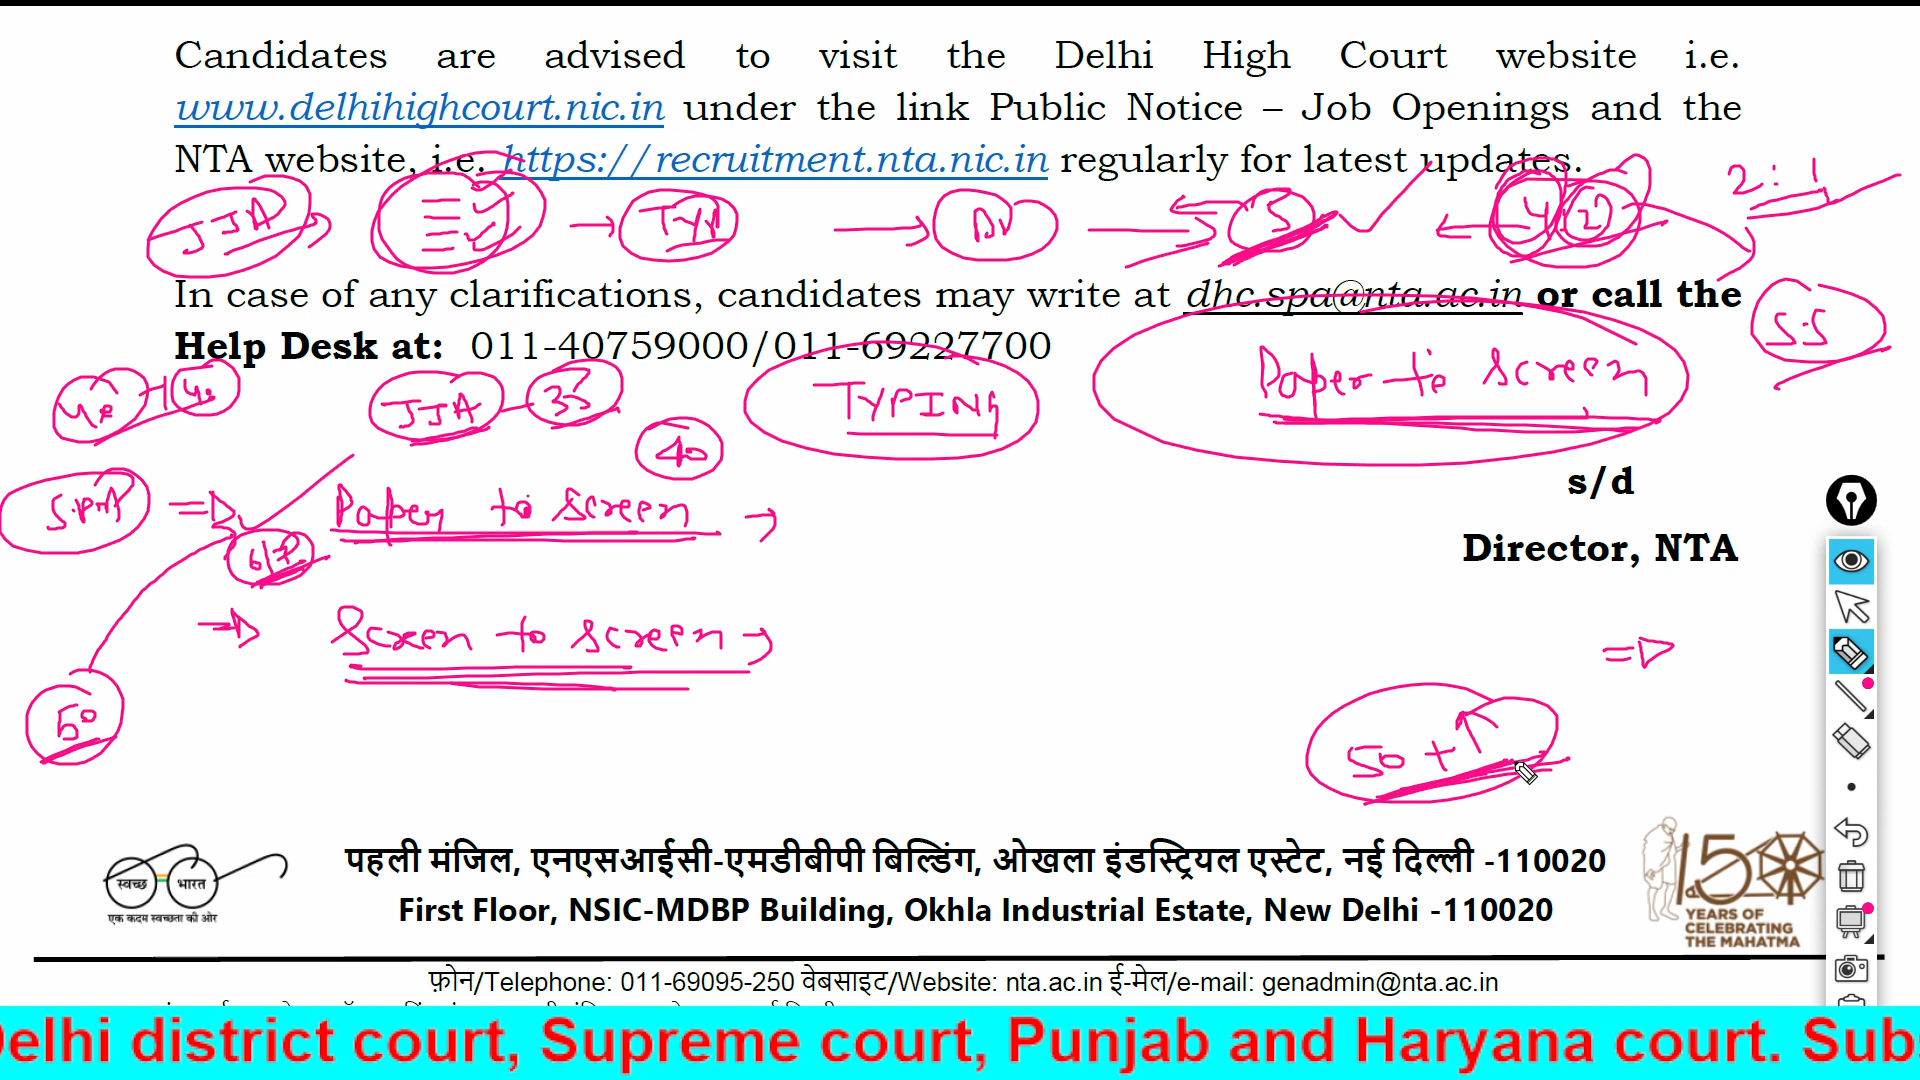 Candidates are advised to visit the Delhi High Court website i.e.
www.delhihighcourt.nic.in under the link Public Notice – Job Openings and the
NTA website, i.e. https://recruitment.nta.nic.in regularly for latest updates.
2:1
JJA TYP DV 5 4 2
In case of any clarifications, candidates may write at dhc.spa@nta.ac.in or call the
S.S
Help Desk at: 011-40759000/011-69227700
Paper to Screen
JJA - 35 TYPING
40
s/d
S.PA Paper to Screen
Director, NTA
Screen to Screen
50
50+
स्वच्छ भारत
एक कदम स्वच्छता की ओर
पहली मंजिल, एनएसआईसी-एमडीबीपी बिल्डिंग, ओखला इंडस्ट्रियल एस्टेट, नई दिल्ली -110020
First Floor, NSIC-MDBP Building, Okhla Industrial Estate, New Delhi -110020
150
YEARS OF
CELEBRATING
THE MAHATMA
फ़ोन/Telephone: 011-69095-250 वेबसाइट/Website: nta.ac.in ई-मेल/e-mail: genadmin@nta.ac.in
Delhi district court, Supreme court, Punjab and Haryana court. Subs